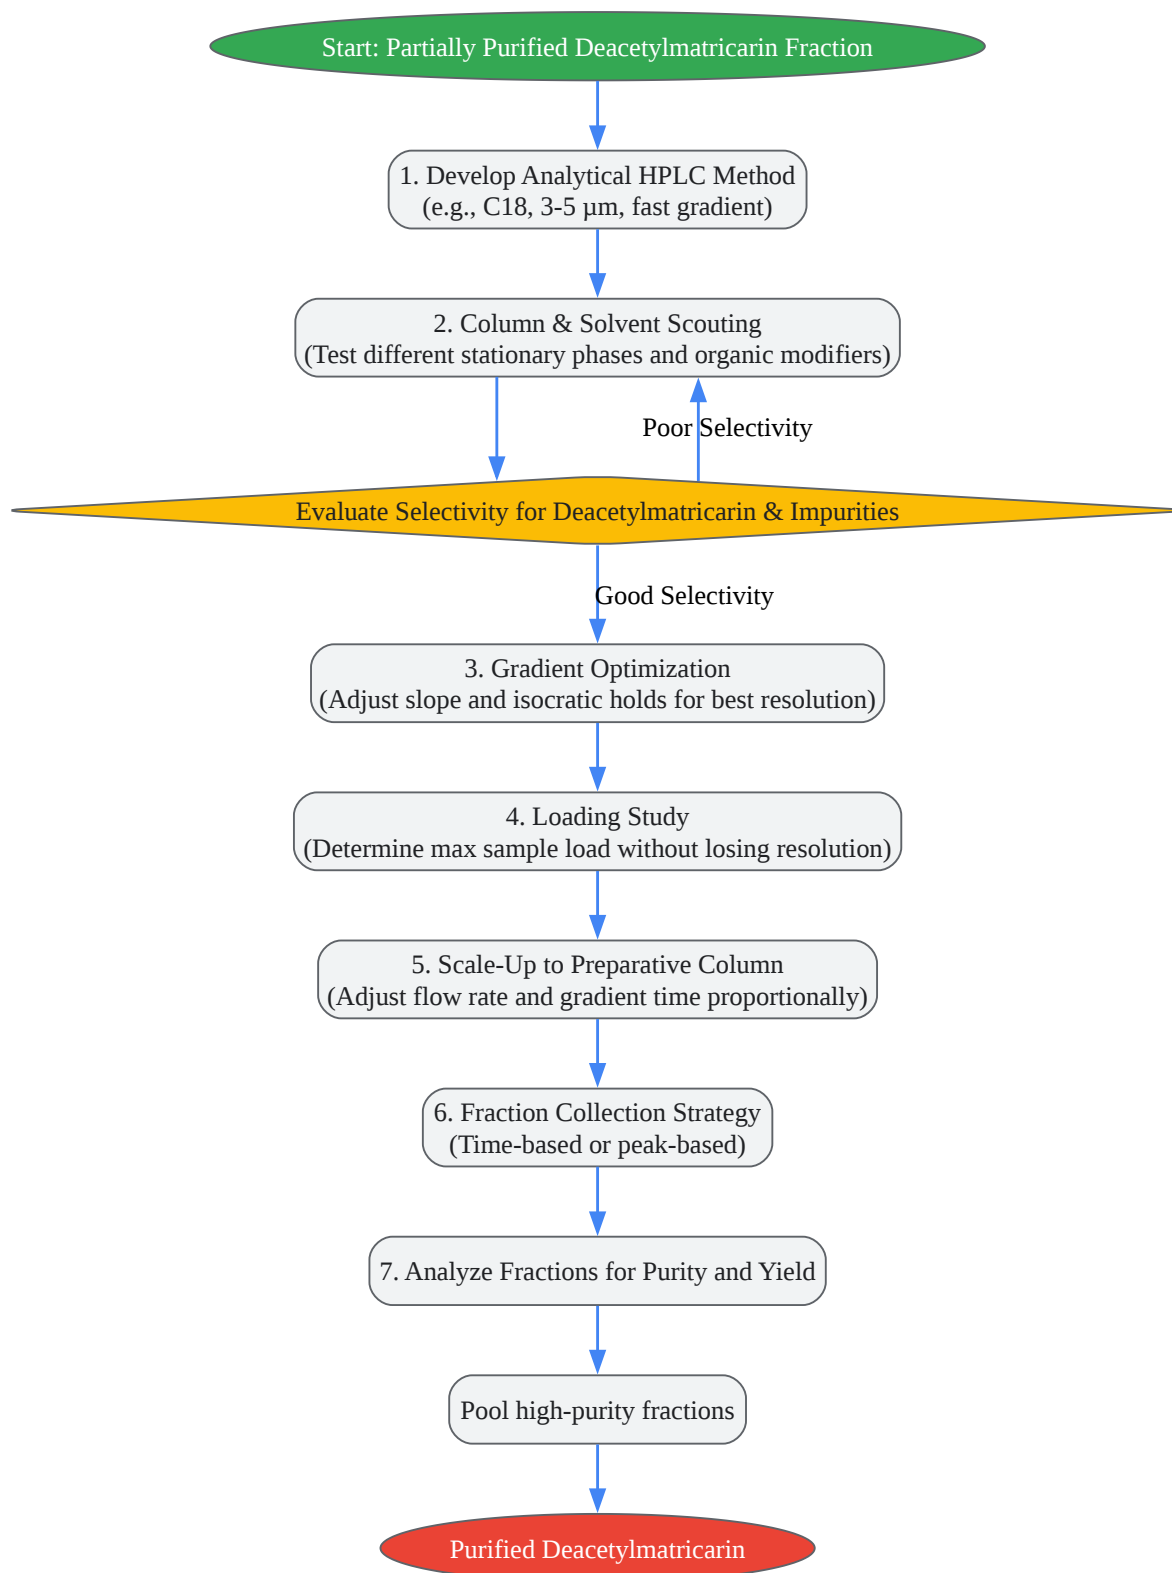 Start: Partially Purified Deacetylmatricarin Fraction
1. Develop Analytical HPLC Method
(e.g., C18, 3-5 µm, fast gradient)
2. Column & Solvent Scouting
(Test different stationary phases and organic modifiers)
Poor Selectivity
Evaluate Selectivity for Deacetylmatricarin & Impurities
Good Selectivity
3. Gradient Optimization
(Adjust slope and isocratic holds for best resolution)
4. Loading Study
(Determine max sample load without losing resolution)
5. Scale-Up to Preparative Column
(Adjust flow rate and gradient time proportionally)
6. Fraction Collection Strategy
(Time-based or peak-based)
7. Analyze Fractions for Purity and Yield
Pool high-purity fractions
Purified Deacetylmatricarin